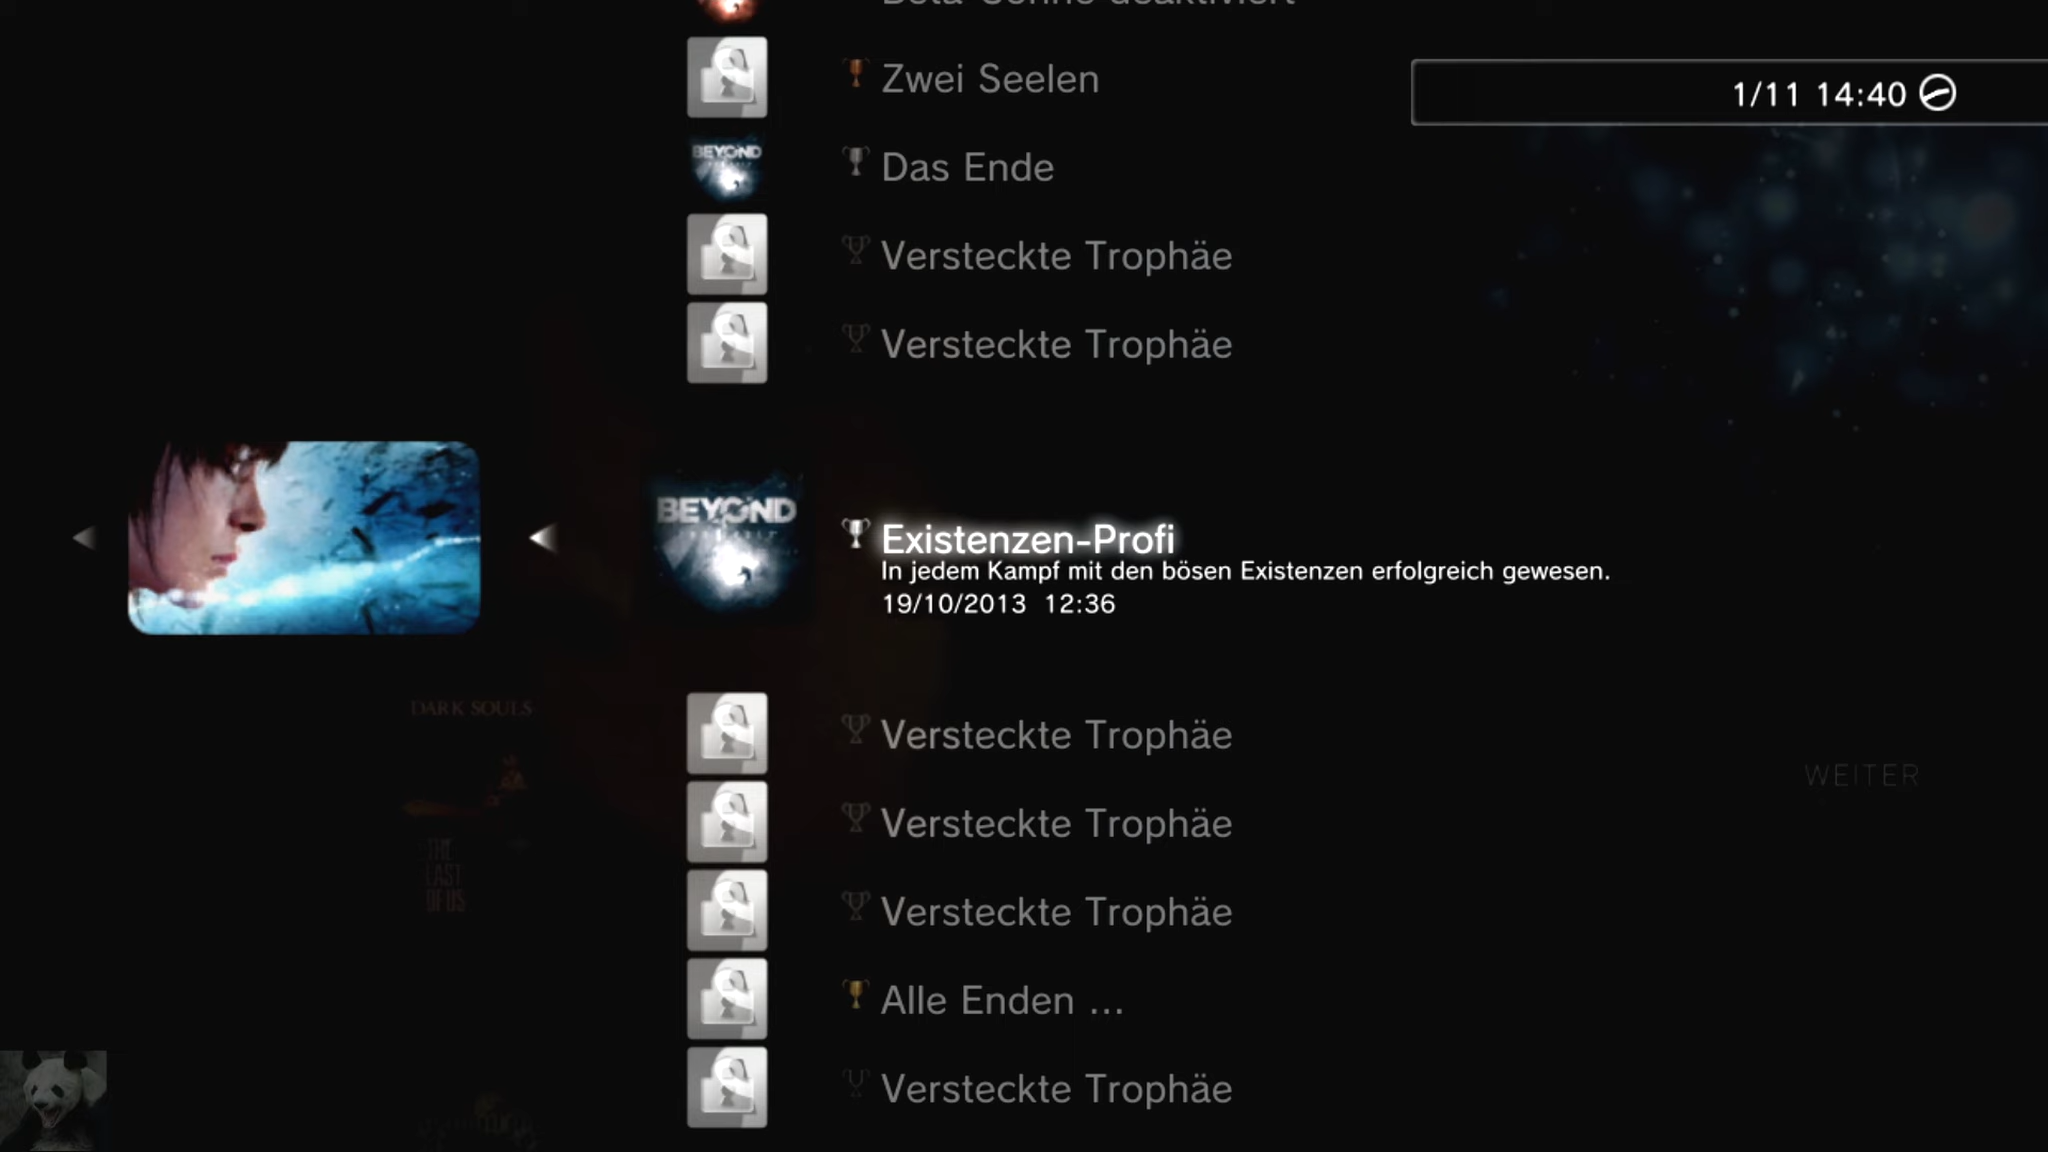 Zwei Seelen
1/11 14:40
BEYOND
Das Ende
Versteckte Trophäe
Versteckte Trophäe
BEYOND
Existenzen-Profi
In jedem Kampf mit den bösen Existenzen erfolgreich gewesen.
19/10/2013 12:36
DARK SOULS
Versteckte Trophäe
WEITER
Versteckte Trophäe
THE
LAST
OF US
Versteckte Trophäe
Alle Enden ...
Versteckte Trophäe